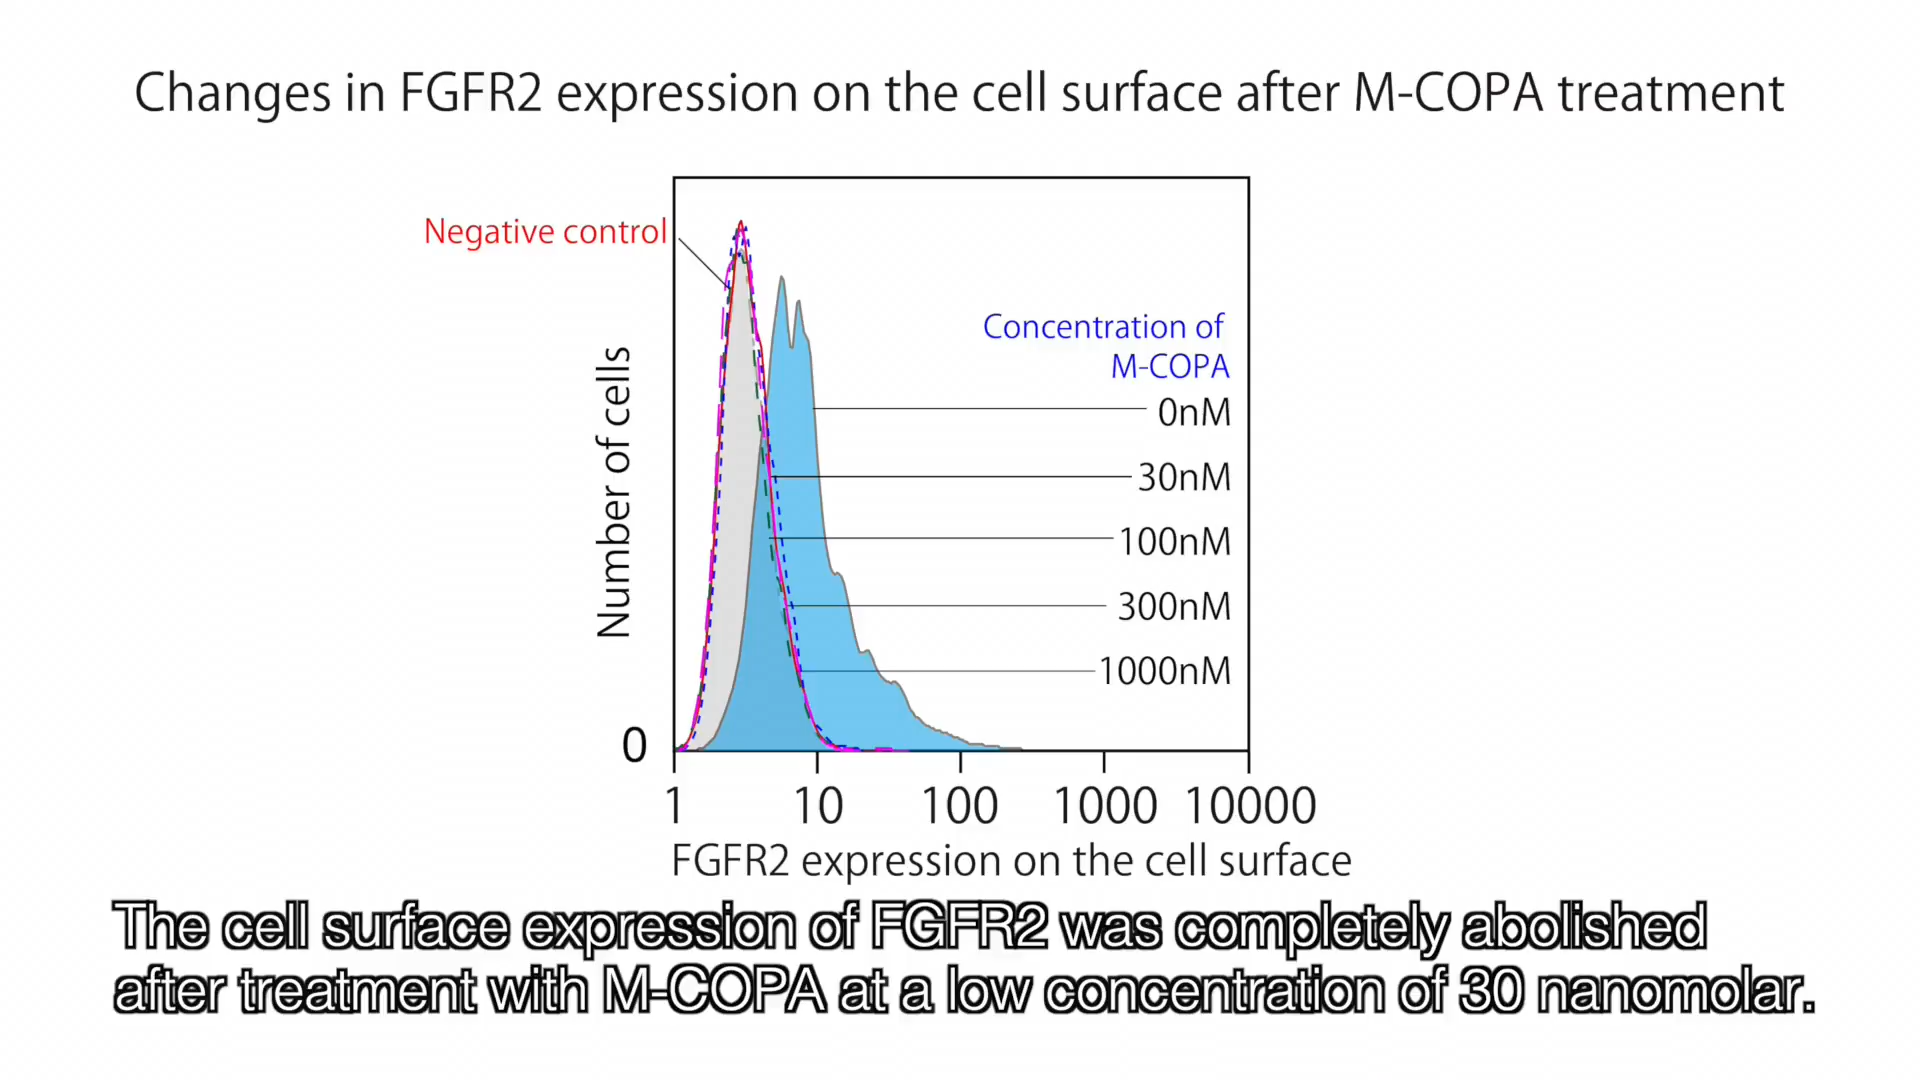 Changes in FGFR2 expression on the cell surface after M-COPA treatment
Negative control
Concentration of
M-COPA
0nM
30nM
100nM
300nM
1000nM
Number of cells
0
1 10 100 1000 10000
FGFR2 expression on the cell surface
The cell surface expression of FGFR2 was completely abolished
after treatment with M-COPA at a low concentration of 30 nanomolar.